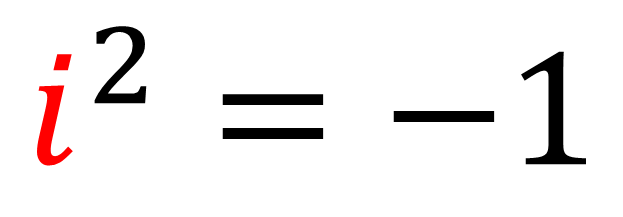 i² = −1